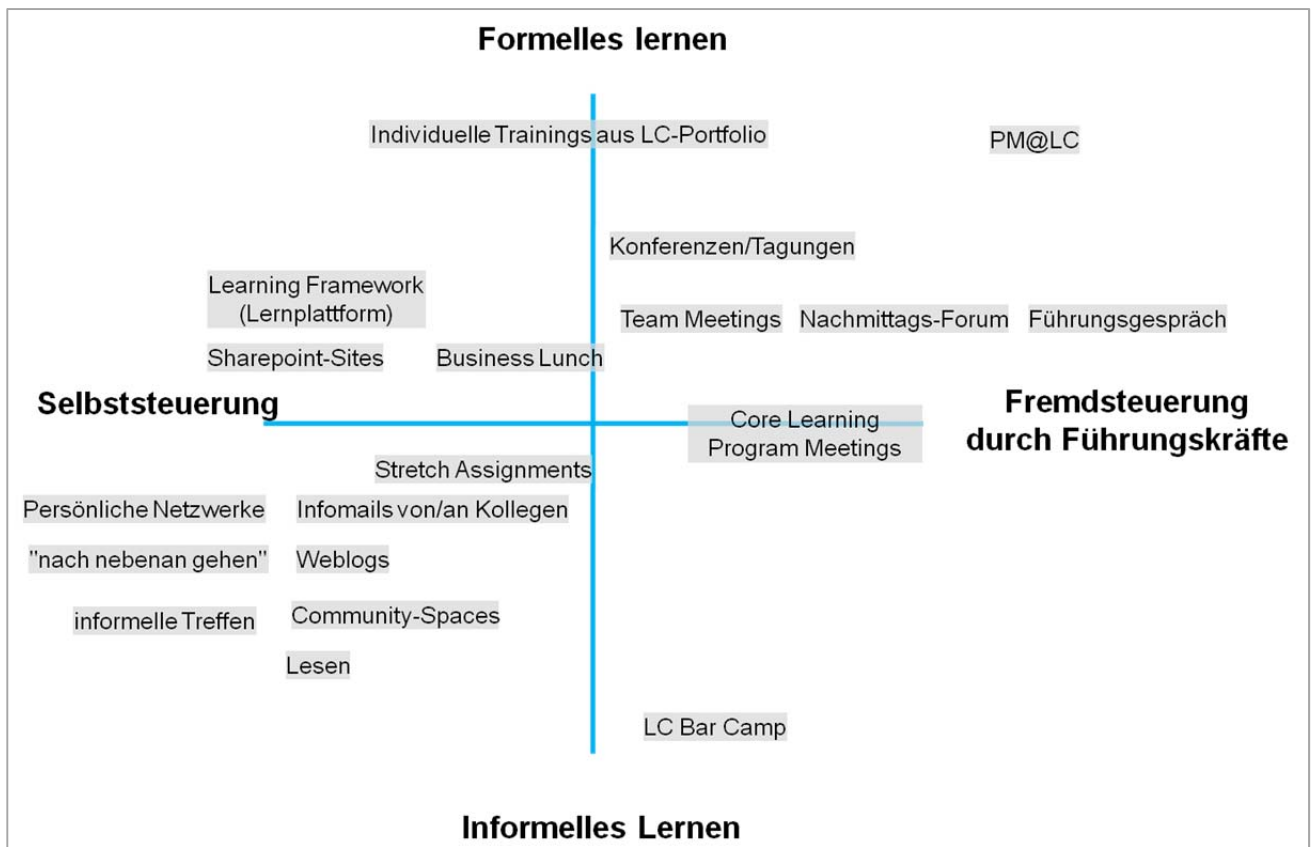 Formelles lernen
Individuelle Trainings aus LC-Portfolio
PM@LC
Konferenzen/Tagungen
Learning Framework
(Lernplattform)
Team Meetings
Nachmittags-Forum
Führungsgespräch
Sharepoint-Sites
Business Lunch
Selbststeuerung
Fremdsteuerung
durch Führungskräfte
Core Learning
Program Meetings
Stretch Assignments
Persönliche Netzwerke
Infomails von/an Kollegen
"nach nebenan gehen"
Weblogs
informelle Treffen
Community-Spaces
Lesen
LC Bar Camp
Informelles Lernen